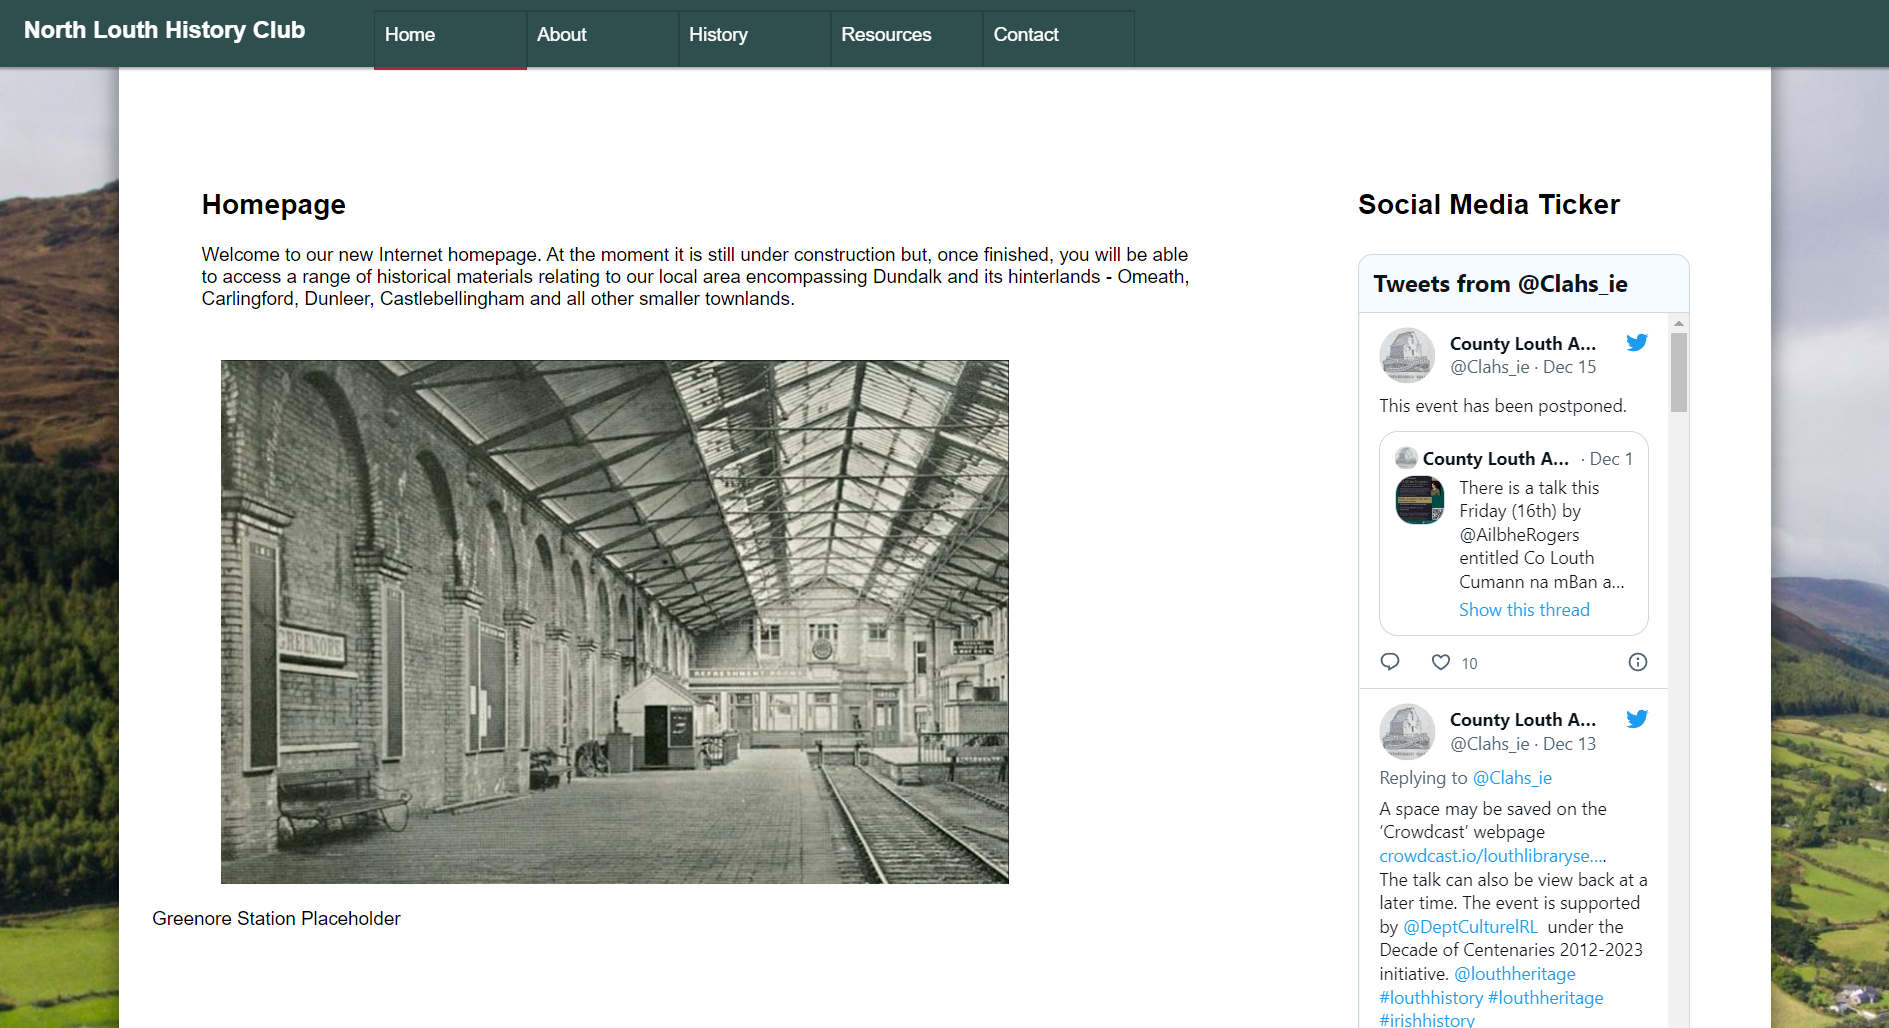 North Louth History Club
Home
About
History
Resources
Contact
Homepage
Welcome to our new Internet homepage. At the moment it is still under construction but, once finished, you will be able
to access a range of historical materials relating to our local area encompassing Dundalk and its hinterlands - Omeath,
Carlingford, Dunleer, Castlebellingham and all other smaller townlands.
GREENORE
REFRESHMENT ROOMS
Greenore Station Placeholder
Social Media Ticker
Tweets from @Clahs_ie
County Louth A...
@Clahs_ie · Dec 15
This event has been postponed.
County Louth A... · Dec 1
There is a talk this
Friday (16th) by
@AilbheRogers
entitled Co Louth
Cumann na mBan a...
Show this thread
10
County Louth A...
@Clahs_ie · Dec 13
Replying to @Clahs_ie
A space may be saved on the
‘Crowdcast’ webpage
crowdcast.io/louthlibraryse….
The talk can also be view back at a
later time. The event is supported
by @DeptCultureIRL under the
Decade of Centenaries 2012-2023
initiative. @louthheritage
#louthhistory #louthheritage
#irishhistory